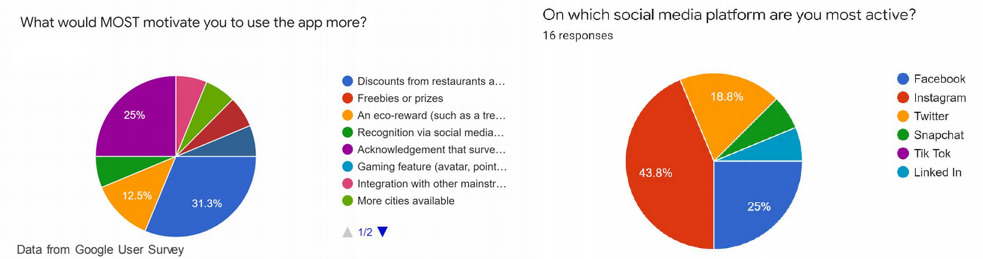 What would MOST motivate you to use the app more?
25%
12.5%
31.3%
Discounts from restaurants a...
Freebies or prizes
An eco-reward (such as a tre...
Recognition via social media...
Acknowledgement that surve...
Gaming feature (avatar, point...
Integration with other mainstr...
More cities available
1/2
Data from Google User Survey
On which social media platform are you most active?
16 responses
18.8%
43.8%
25%
Facebook
Instagram
Twitter
Snapchat
Tik Tok
Linked In